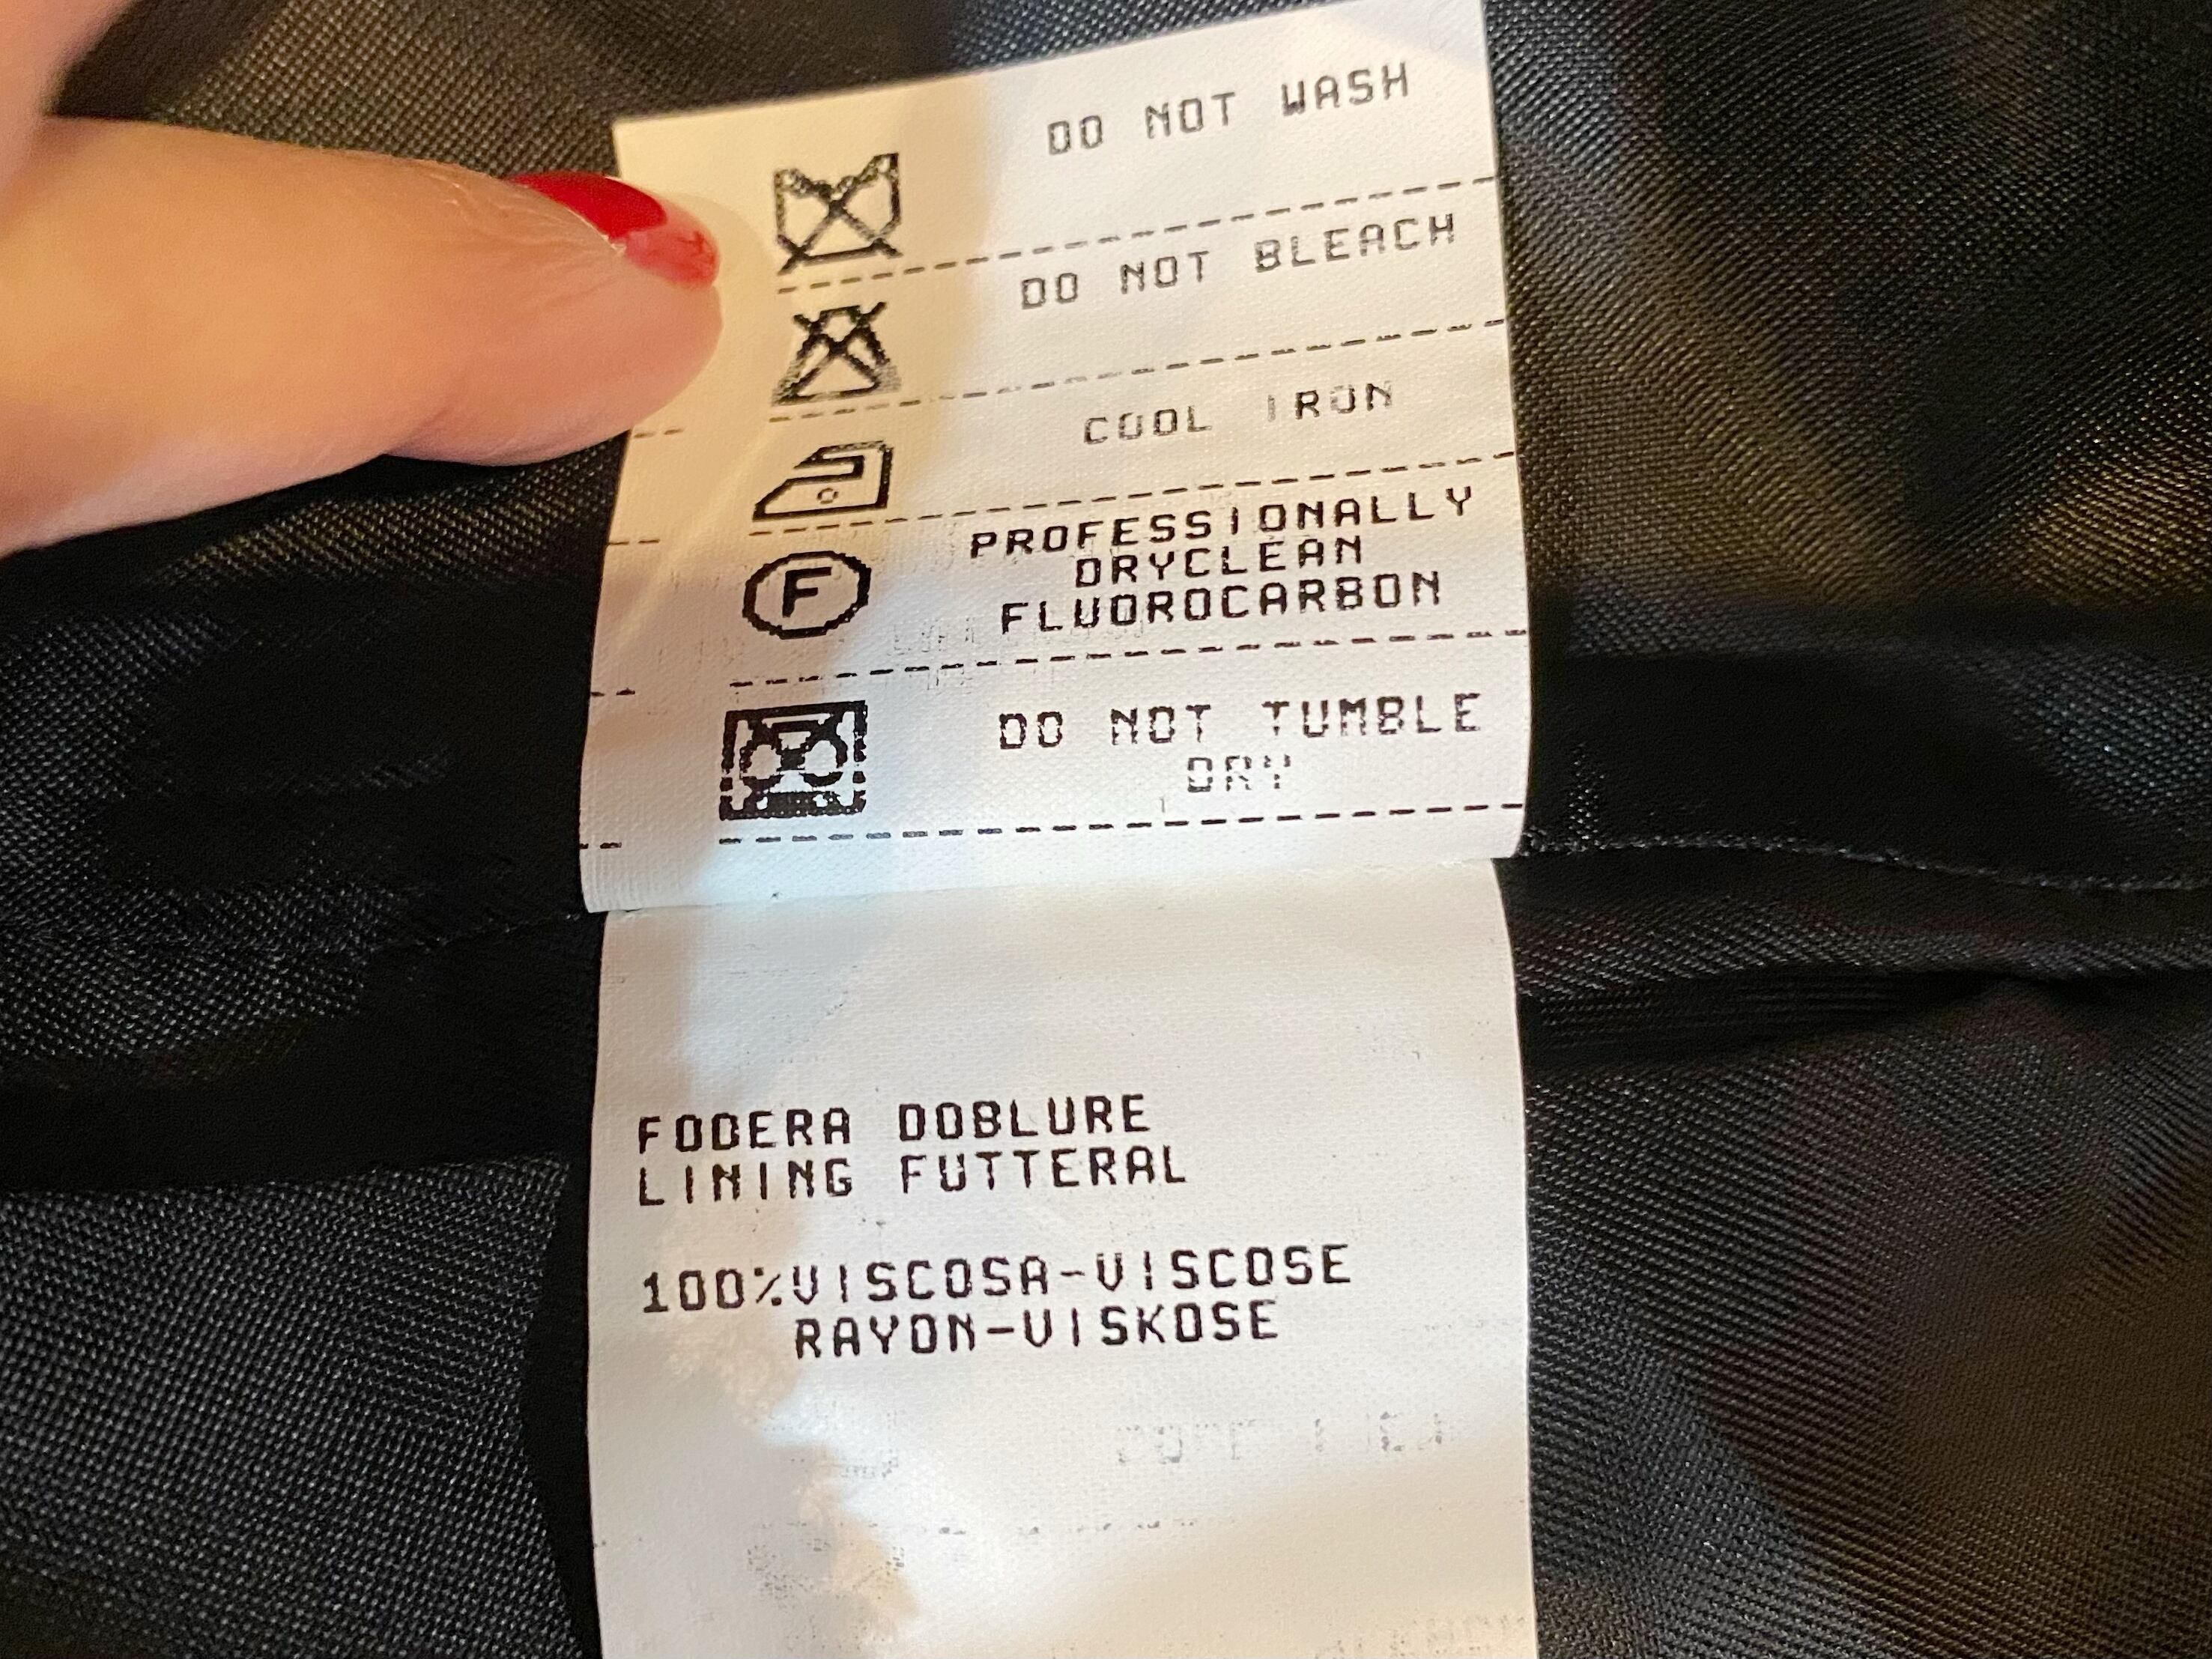 DO NOT WASH
DO NOT BLEACH
COOL IRON
F
PROFESSIONALLY
DRYCLEAN
FLUOROCARBON
DO NOT TUMBLE
DRY
FODERA DOBLURE
LINING FUTTERAL
100%VISCOSA-VISCOSE
RAYON-VISKOSE